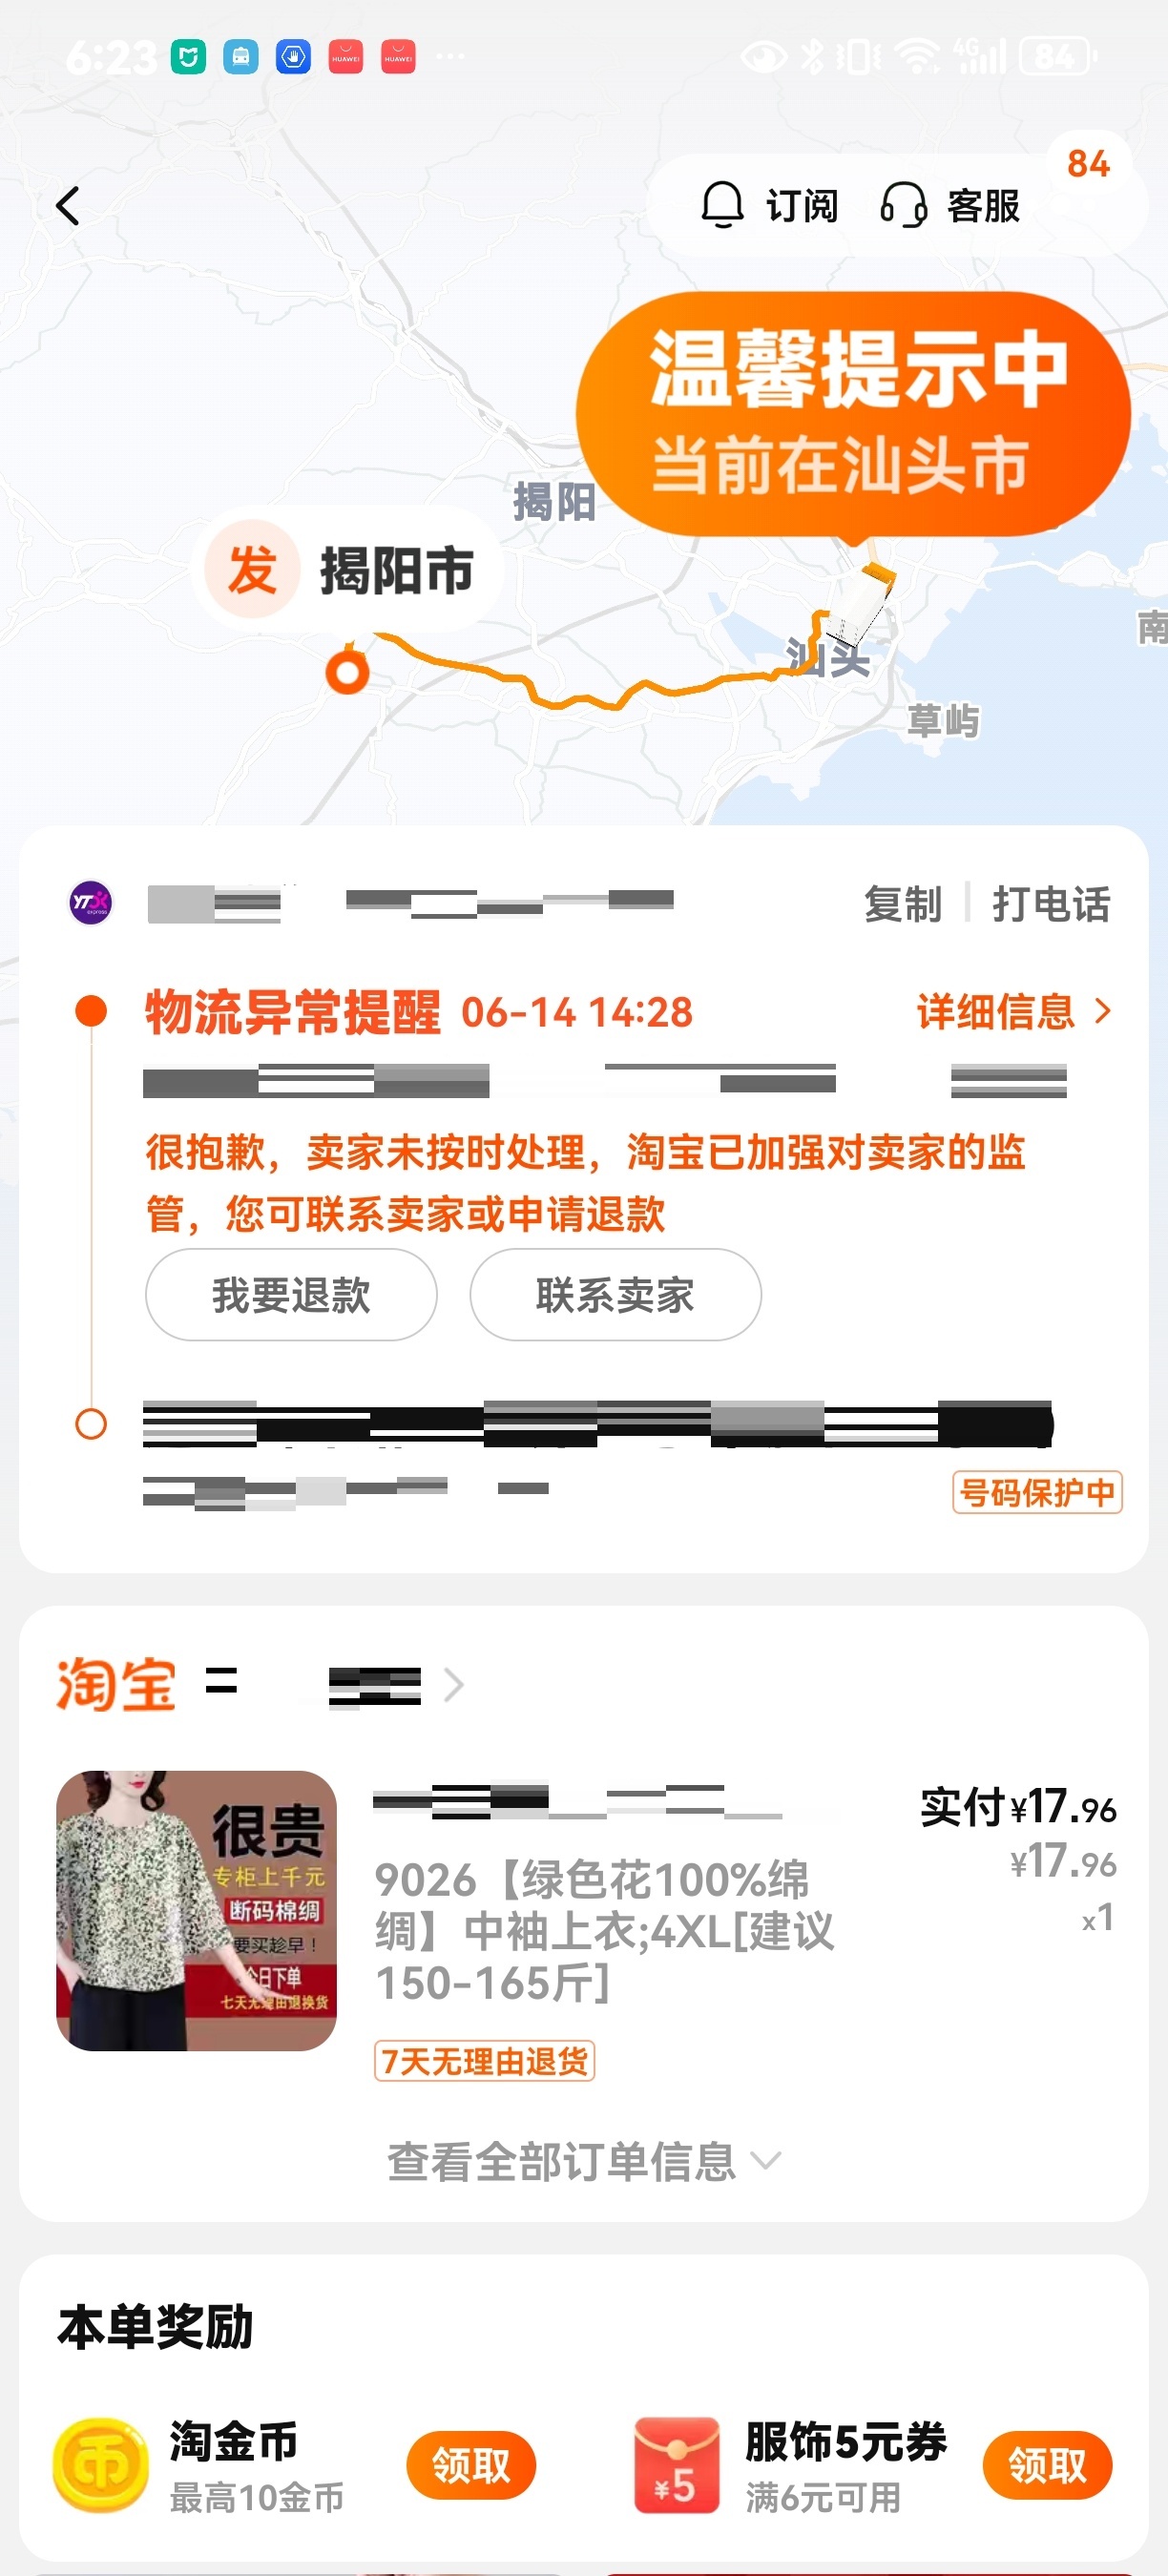 6:23
HUAWEI
HUAWEI
4G
84
84
订阅
客服
温馨提示中
当前在汕头市
揭阳
发 揭阳市
南
汕头
草屿
YTO
express
复制
打电话
物流异常提醒 06-14 14:28
详细信息
很抱歉，卖家未按时处理，淘宝已加强对卖家的监
管，您可联系卖家或申请退款
我要退款
联系卖家
号码保护中
淘宝
很贵
专柜上千元
断码棉绸
要买趁早！
今日下单
七天无理由退换货
实付¥17.96
¥17.96
x1
9026【绿色花100%绵
绸】中袖上衣;4XL[建议
150-165斤]
7天无理由退货
查看全部订单信息
本单奖励
币
淘金币
最高10金币
领取
¥5
服饰5元券
满6元可用
领取